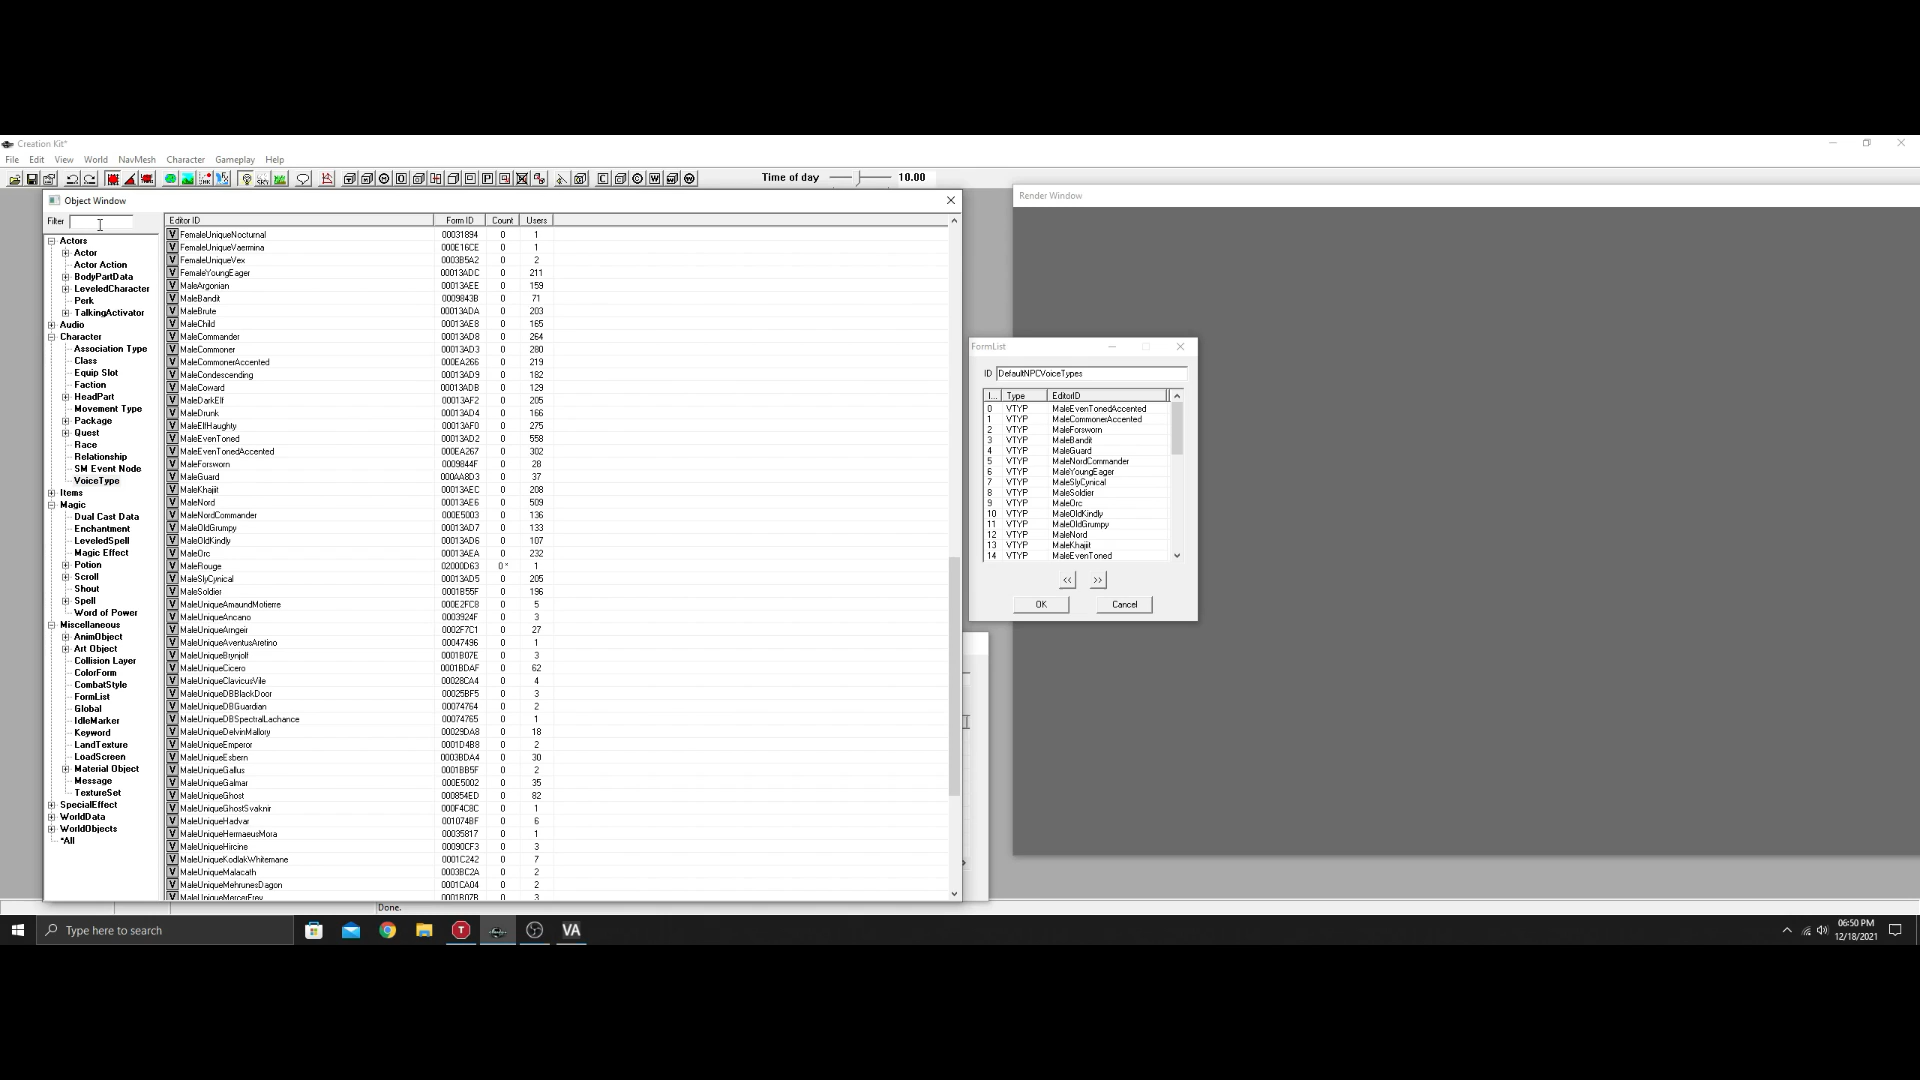 Creation Kit*
File Edit View World NavMesh Character Gameplay Help
Time of day 10.00
Object Window
Render Window
Filter
Editor ID Form ID Count Users
Actors
Actor
Actor Action
BodyPartData
LeveledCharacter
Perk
TalkingActivator
Audio
Character
Association Type
Class
Equip Slot
Faction
HeadPart
Movement Type
Package
Quest
Race
Relationship
SM Event Node
VoiceType
Items
Magic
Dual Cast Data
Enchantment
LeveledSpell
Magic Effect
Potion
Scroll
Shout
Spell
Word of Power
Miscellaneous
AnimObject
Art Object
Collision Layer
ColorForm
CombatStyle
FormList
Global
IdleMarker
Keyword
LandTexture
LoadScreen
Material Object
Message
TextureSet
SpecialEffect
WorldData
WorldObjects
*All
FemaleUniqueNocturnal 00031894 0 1
FemaleUniqueVaermina 000E16CE 0 1
FemaleUniqueVex 0003B5A2 0 2
FemaleYoungEager 00013ADC 0 211
MaleArgonian 00013AEE 0 159
MaleBandit 0009843B 0 71
MaleBrute 00013ADA 0 203
MaleChild 00013AE8 0 165
MaleCommander 00013AD8 0 264
MaleCommoner 00013AD3 0 280
MaleCommonerAccented 000EA266 0 219
MaleCondescending 00013AD9 0 182
MaleCoward 00013ADB 0 129
MaleDarkElf 00013AF2 0 205
MaleDrunk 00013AD4 0 166
MaleElfHaughty 00013AF0 0 275
MaleEvenToned 00013AD2 0 558
MaleEvenTonedAccented 000EA267 0 302
MaleForsworn 0009844F 0 28
MaleGuard 000AA8D3 0 37
MaleKhajiit 00013AEC 0 208
MaleNord 00013AE6 0 509
MaleNordCommander 000E5003 0 136
MaleOldGrumpy 00013AD7 0 133
MaleOldKindly 00013AD6 0 107
MaleOrc 00013AEA 0 232
MaleRouge 02000D63 0 * 1
MaleSlyCynical 00013AD5 0 205
MaleSoldier 0001B55F 0 196
MaleUniqueAmaundMotierre 000E2FC8 0 5
MaleUniqueAncano 0003924F 0 3
MaleUniqueArngeir 0002F7C1 0 27
MaleUniqueAventusAretino 00047496 0 1
MaleUniqueBrynjolf 0001B07E 0 3
MaleUniqueCicero 0001BDAF 0 62
MaleUniqueClavicusVile 00028CA4 0 4
MaleUniqueDBBlackDoor 00025BF5 0 3
MaleUniqueDBGuardian 00074764 0 2
MaleUniqueDBSpectralLachance 00074765 0 1
MaleUniqueDelvinMallory 00029DA8 0 18
MaleUniqueEmperor 0001D4B8 0 2
MaleUniqueEsbern 0003BDA4 0 30
MaleUniqueGallus 0001BB5F 0 2
MaleUniqueGalmar 000E5002 0 35
MaleUniqueGhost 000854ED 0 82
MaleUniqueGhostSvaknir 000F4C8C 0 1
MaleUniqueHadvar 001074BF 0 6
MaleUniqueHermaeusMora 00035817 0 1
MaleUniqueHircine 00090CF3 0 3
MaleUniqueKodlakWhitemane 0001C242 0 7
MaleUniqueMalacath 0003BC2A 0 2
MaleUniqueMehrunesDagon 0001CA04 0 2
MaleUniqueMercerFrey 0001B07B 0 3
FormList
ID DefaultNPCVoiceTypes
I... Type EditorID
0 VTYP MaleEvenTonedAccented
1 VTYP MaleCommonerAccented
2 VTYP MaleForsworn
3 VTYP MaleBandit
4 VTYP MaleGuard
5 VTYP MaleNordCommander
6 VTYP MaleYoungEager
7 VTYP MaleSlyCynical
8 VTYP MaleSoldier
9 VTYP MaleOrc
10 VTYP MaleOldKindly
11 VTYP MaleOldGrumpy
12 VTYP MaleNord
13 VTYP MaleKhajiit
14 VTYP MaleEvenToned
<< >>
OK Cancel
Done.
Type here to search
VA
06:50 PM
12/18/2021